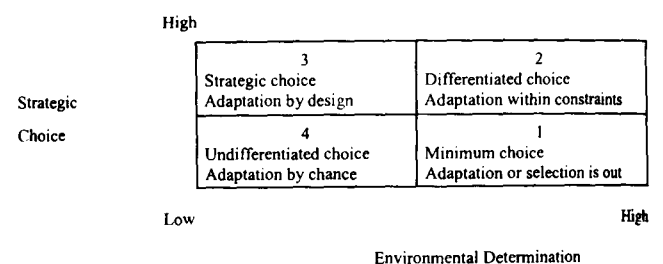 High
3
Strategic choice
Adaptation by design
2
Differentiated choice
Adaptation within constraints
Strategic
Choice
4
Undifferentiated choice
Adaptation by chance
1
Minimum choice
Adaptation or selection is out
Low
High
Environmental Determination